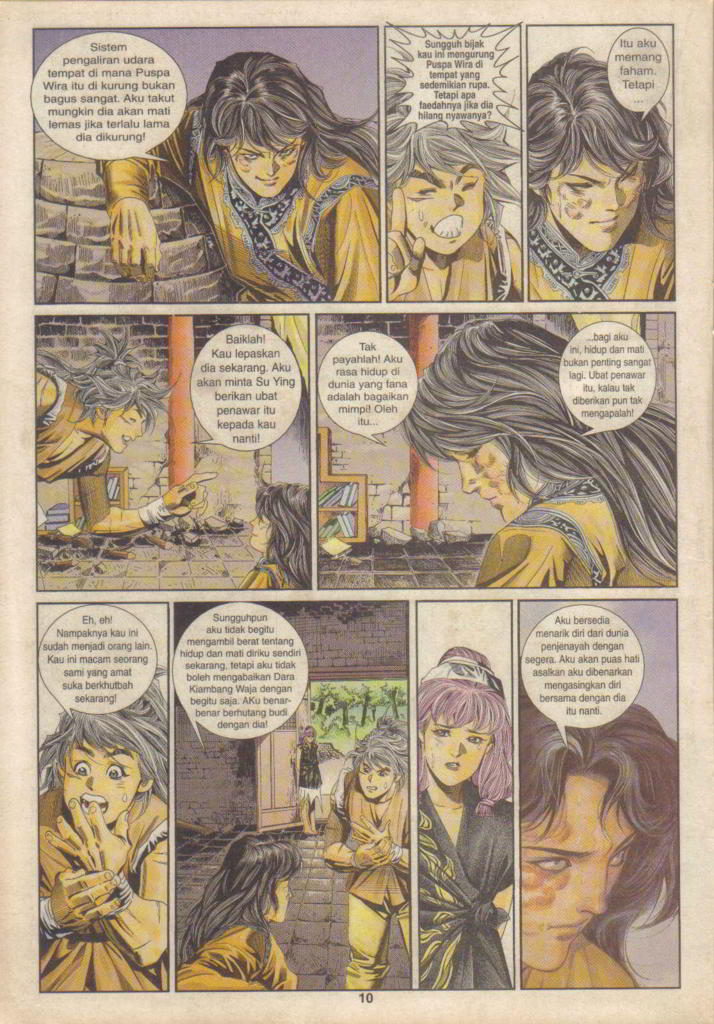 Sistem
pengaliran udara
tempat di mana Puspa
Wira itu di kurung bukan
bagus sangat. Aku takut
mungkin dia akan mati
lemas jika terlalu lama
dia dikurung!
Sungguh bijak
kau ini mengurung
Puspa Wira di
tempat yang
sedemikian rupa.
Tetapi apa
faedahnya jika dia
hilang nyawanya?
Itu aku
memang
faham.
Tetapi
...
Baiklah!
Kau lepaskan
dia sekarang. Aku
akan minta Su Ying
berikan ubat
penawar itu
kepada kau
nanti!
Tak
payahlah! Aku
rasa hidup di
dunia yang fana
adalah bagaikan
mimpi! Oleh
itu...
...bagi aku
ini, hidup dan mati
bukan penting sangat
lagi. Ubat penawar
itu, kalau tak
diberikan pun tak
mengapalah!
Eh, eh!
Nampaknya kau ini
sudah menjadi orang lain.
Kau ini macam seorang
sami yang amat
suka berkhutbah
sekarang!
Sungguhpun
aku tidak begitu
mengambil berat tentang
hidup dan mati diriku sendiri
sekarang, tetapi aku tidak
boleh mengabaikan Dara
Kiambang Waja dengan
begitu saja. AKu benar-
benar berhutang budi
dengan dia!
Aku bersedia
menarik diri dari dunia
penjenayah dengan
segera. Aku akan puas hati
asalkan aku dibenarkan
mengasingkan diri
bersama dengan dia
itu nanti.
10